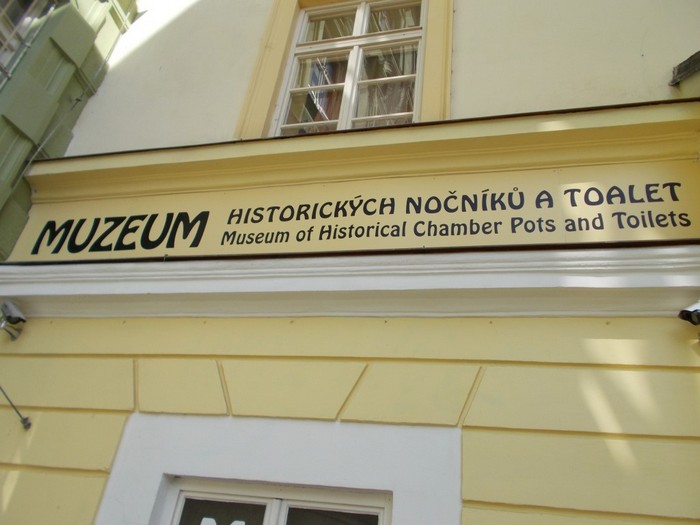 MUZEUM
HISTORICKÝCH NOČNÍKŮ A TOALET
Museum of Historical Chamber Pots and Toilets